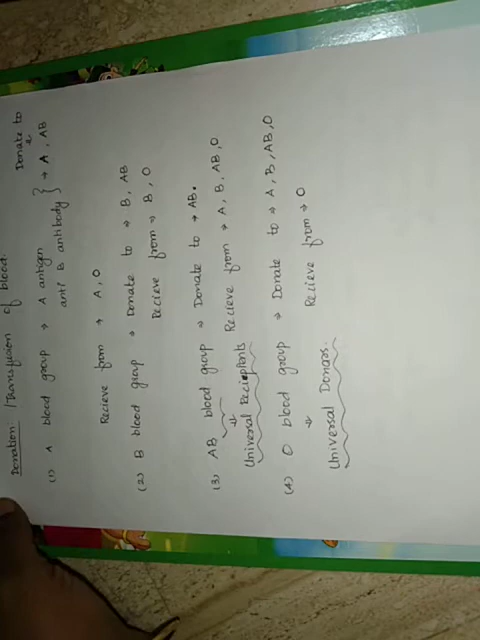 Donation / Transfusion of blood. Donate to
(1) A blood group → A antigen } → A, AB
anti B antibody
Recieve from → A, O
(2) B blood group → Donate to → B, AB
Recieve from → B, O
(3) AB blood group → Donate to → AB.
Recieve from → A, B, AB, O
Universal Recipients
(4) O blood group → Donate to → A, B, AB, O
Recieve from → O
Universal Donars.